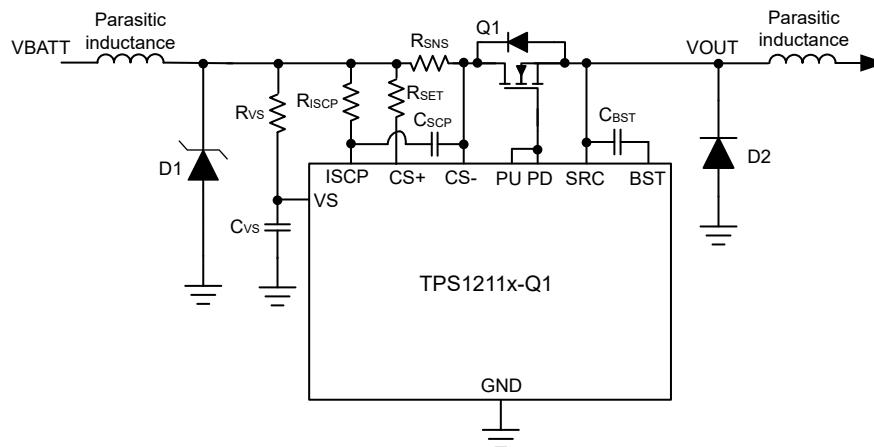 Parasitic
inductance
VBATT
Q1
RSNS
VOUT
Parasitic
inductance
RVS
RISCP
RSET
CSCP
CBST
D1
D2
ISCP
CS+
CS-
PU
PD
SRC
BST
VS
CVS
TPS1211x-Q1
GND